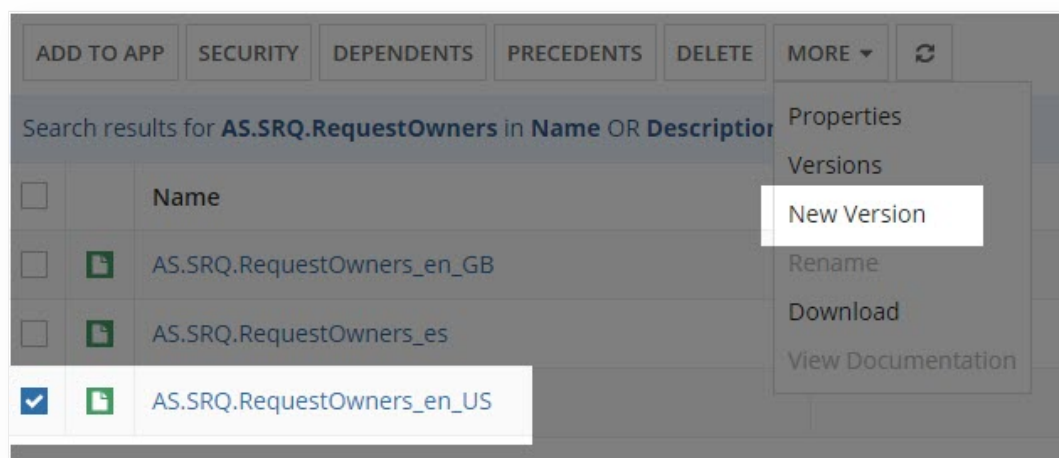 ADD TO APP SECURITY DEPENDENTS PRECEDENTS DELETE MORE
Search results for AS.SRQ.RequestOwners in Name OR Description
Properties
Versions
New Version
Rename
Download
View Documentation
Name
AS.SRQ.RequestOwners_en_GB
AS.SRQ.RequestOwners_es
AS.SRQ.RequestOwners_en_US